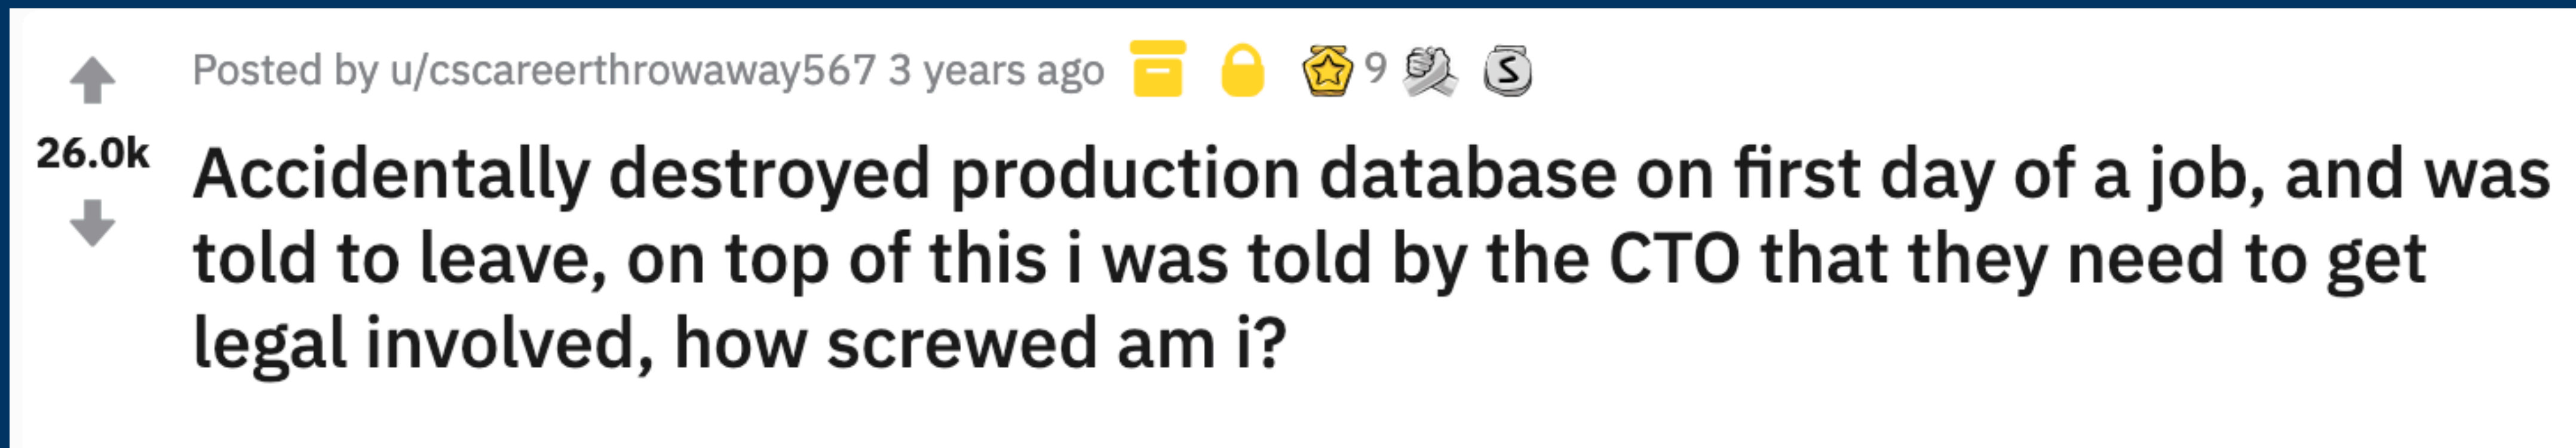 Posted by u/cscareerthrowaway567 3 years ago 9 S
26.0k
Accidentally destroyed production database on first day of a job, and was
told to leave, on top of this i was told by the CTO that they need to get
legal involved, how screwed am i?